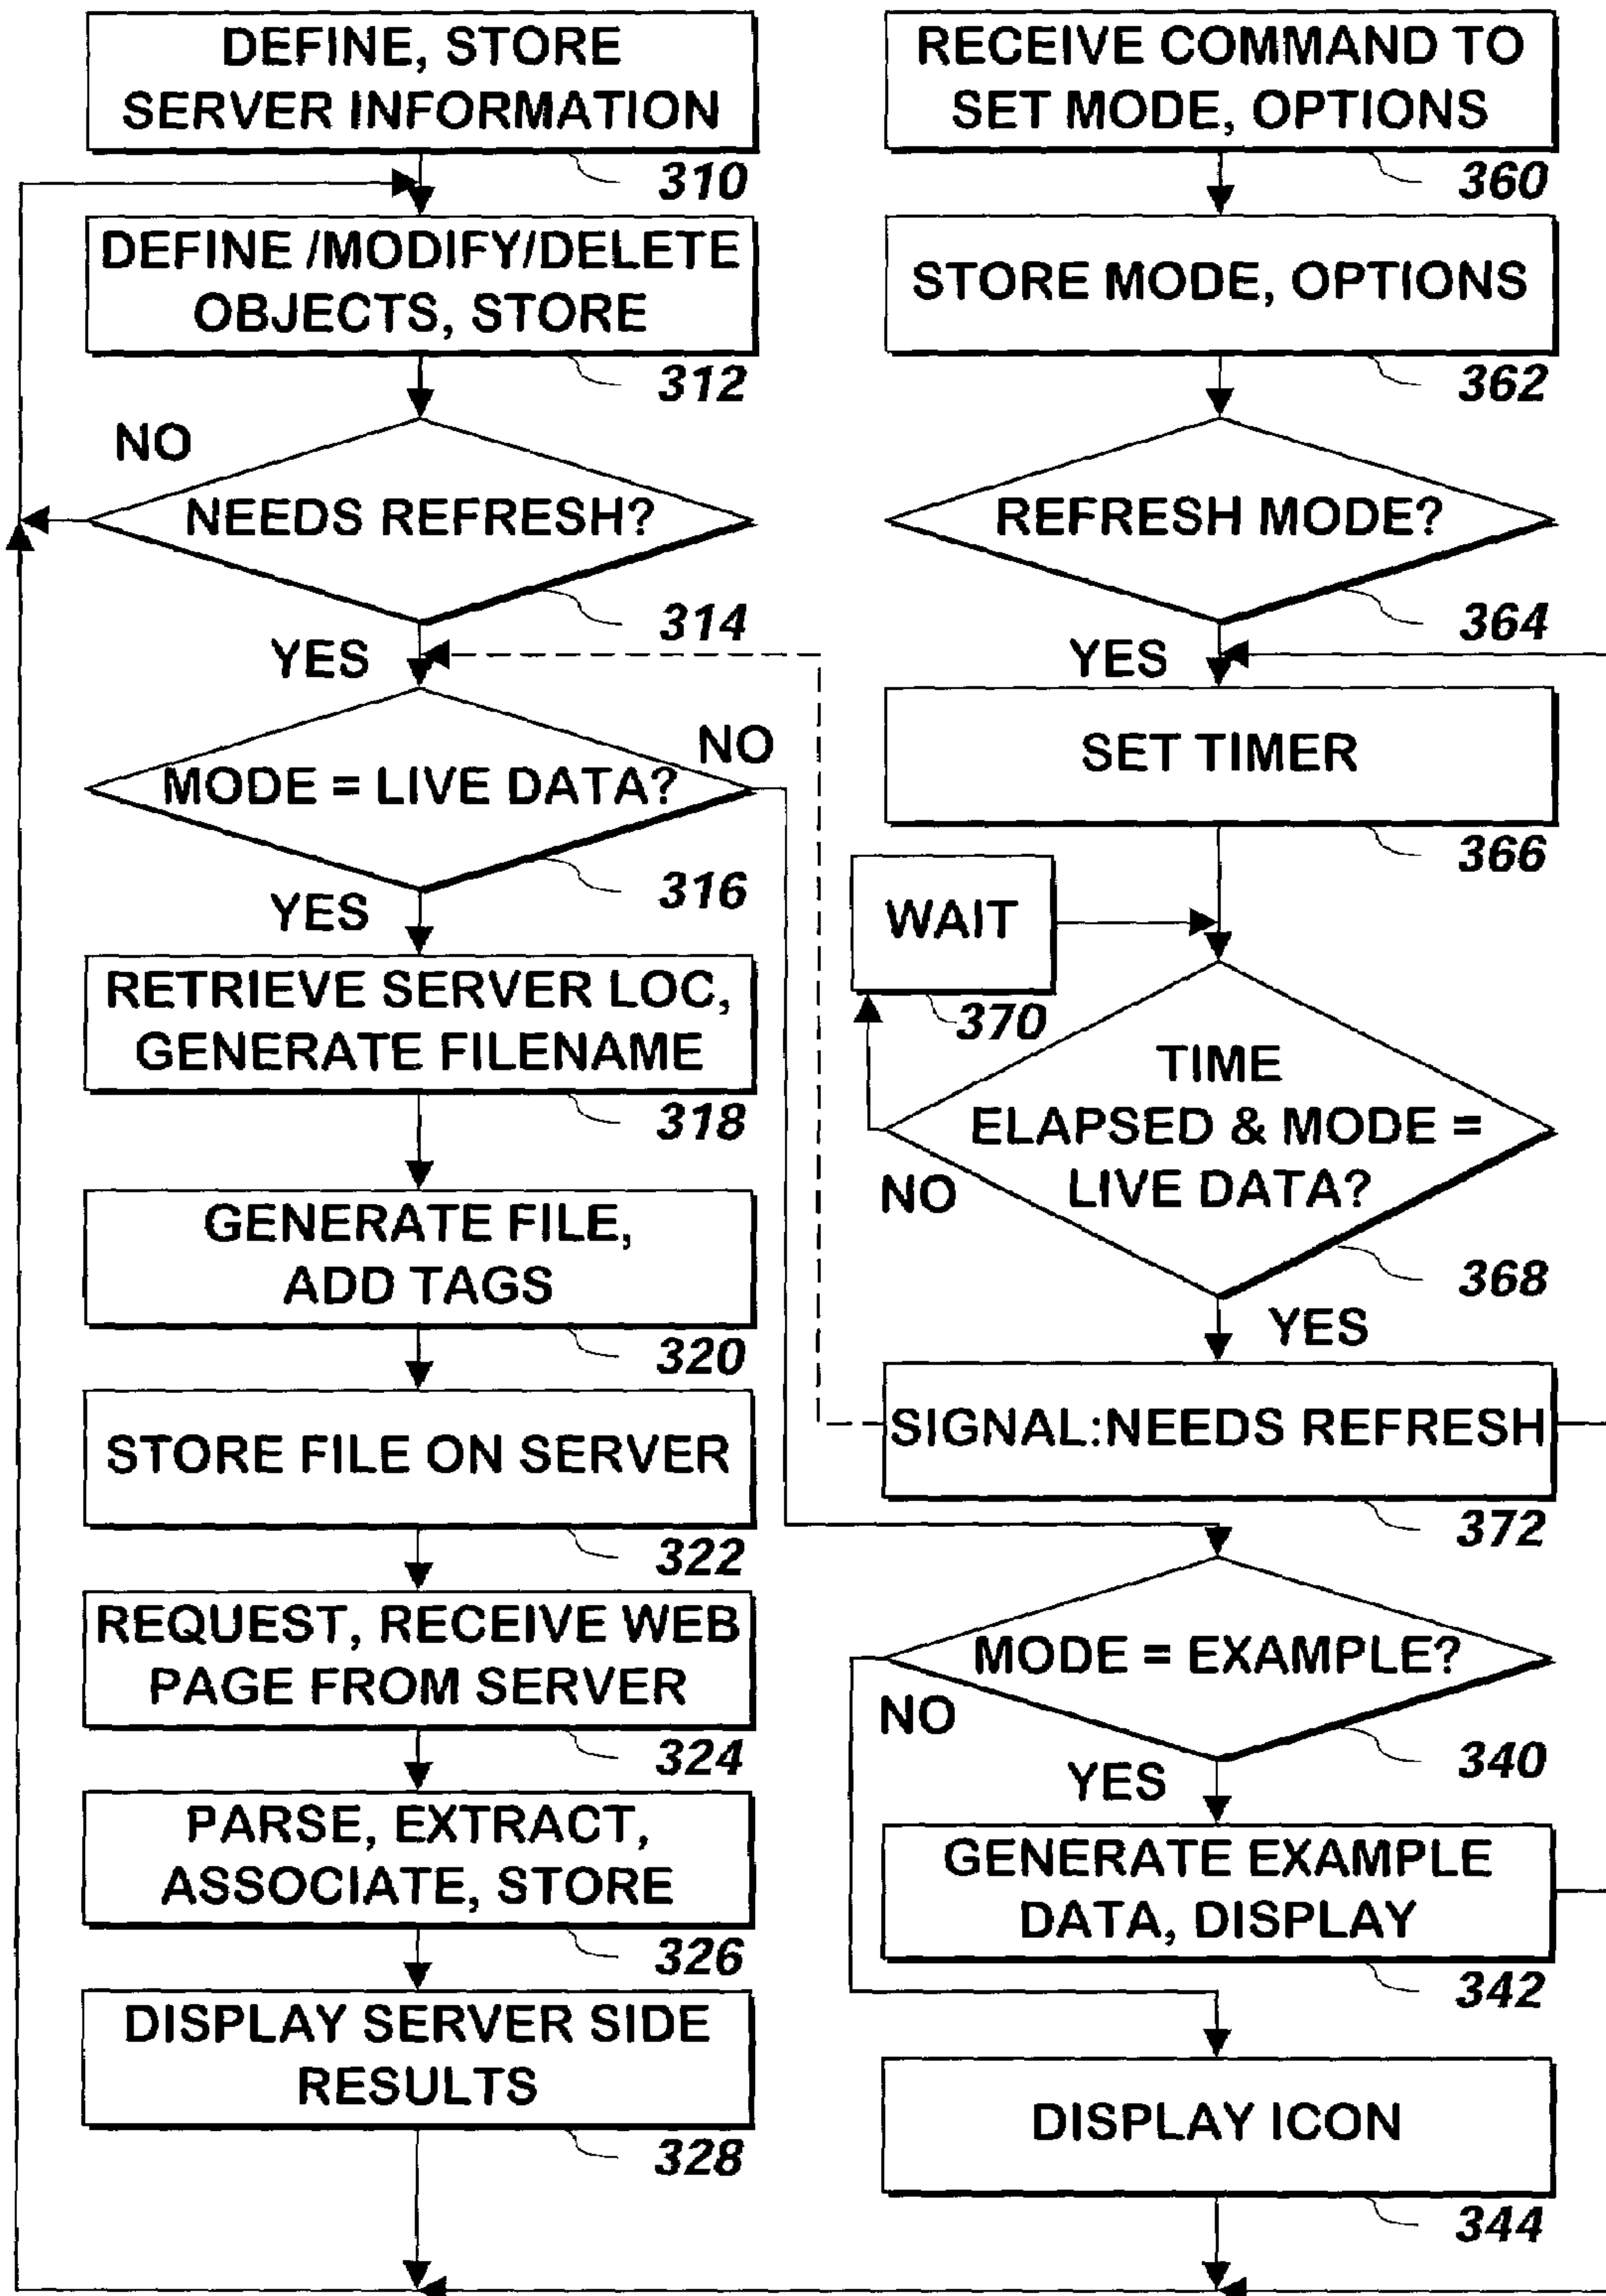 DEFINE, STORE
SERVER INFORMATION
310
DEFINE /MODIFY/DELETE
OBJECTS, STORE
312
NO
NEEDS REFRESH?
314
YES
NO
MODE = LIVE DATA?
316
YES
RETRIEVE SERVER LOC,
GENERATE FILENAME
318
GENERATE FILE,
ADD TAGS
320
STORE FILE ON SERVER
322
REQUEST, RECEIVE WEB
PAGE FROM SERVER
324
PARSE, EXTRACT,
ASSOCIATE, STORE
326
DISPLAY SERVER SIDE
RESULTS
328
RECEIVE COMMAND TO
SET MODE, OPTIONS
360
STORE MODE, OPTIONS
362
REFRESH MODE?
364
YES
SET TIMER
366
WAIT
370
TIME
ELAPSED & MODE =
LIVE DATA?
NO
368
YES
SIGNAL:NEEDS REFRESH
372
MODE = EXAMPLE?
NO
340
YES
GENERATE EXAMPLE
DATA, DISPLAY
342
DISPLAY ICON
344